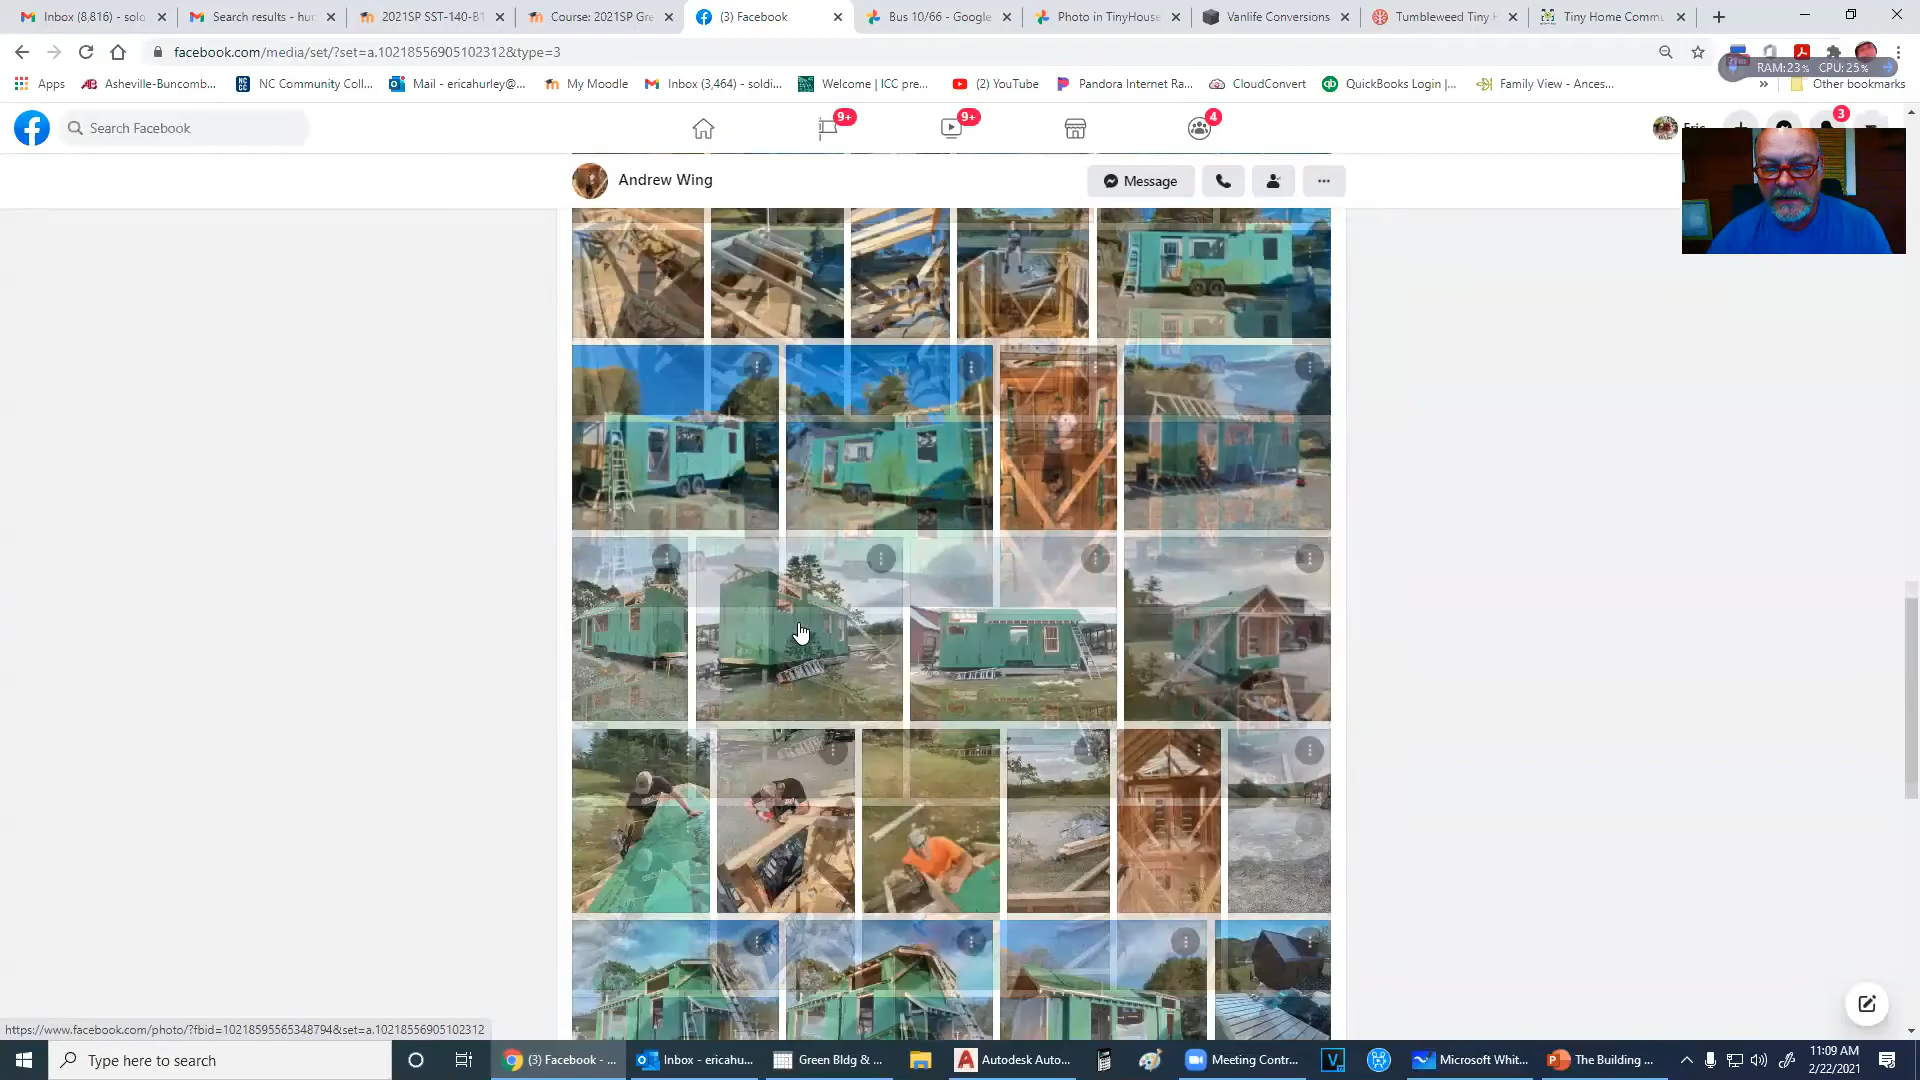 Inbox (8,816) - solo
Search results - hur
2021SP SST-140-B1
Course: 2021SP Gre
(3) Facebook
Bus 10/66 - Google
Photo in TinyHouse
Vanlife Conversions
Tumbleweed Tiny H
Tiny Home Commu
facebook.com/media/set/?set=a.10218556905102312&type=3
RAM:23% CPU:25%
Apps
Asheville-Buncomb...
NC Community Coll...
Mail - ericahurley@...
My Moodle
Inbox (3,464) - soldi...
Welcome | ICC pre...
(2) YouTube
Pandora Internet Ra...
CloudConvert
QuickBooks Login |...
Family View - Ances...
»
Other bookmarks
Search Facebook
9+
9+
4
3
Andrew Wing
Message
https://www.facebook.com/photo/?fbid=10218595565348794&set=a.10218556905102312
Type here to search
(3) Facebook - ...
Inbox - ericahu...
Green Bldg & ...
Autodesk Auto...
Meeting Contr...
Microsoft Whit...
The Building ...
11:09 AM
2/22/2021